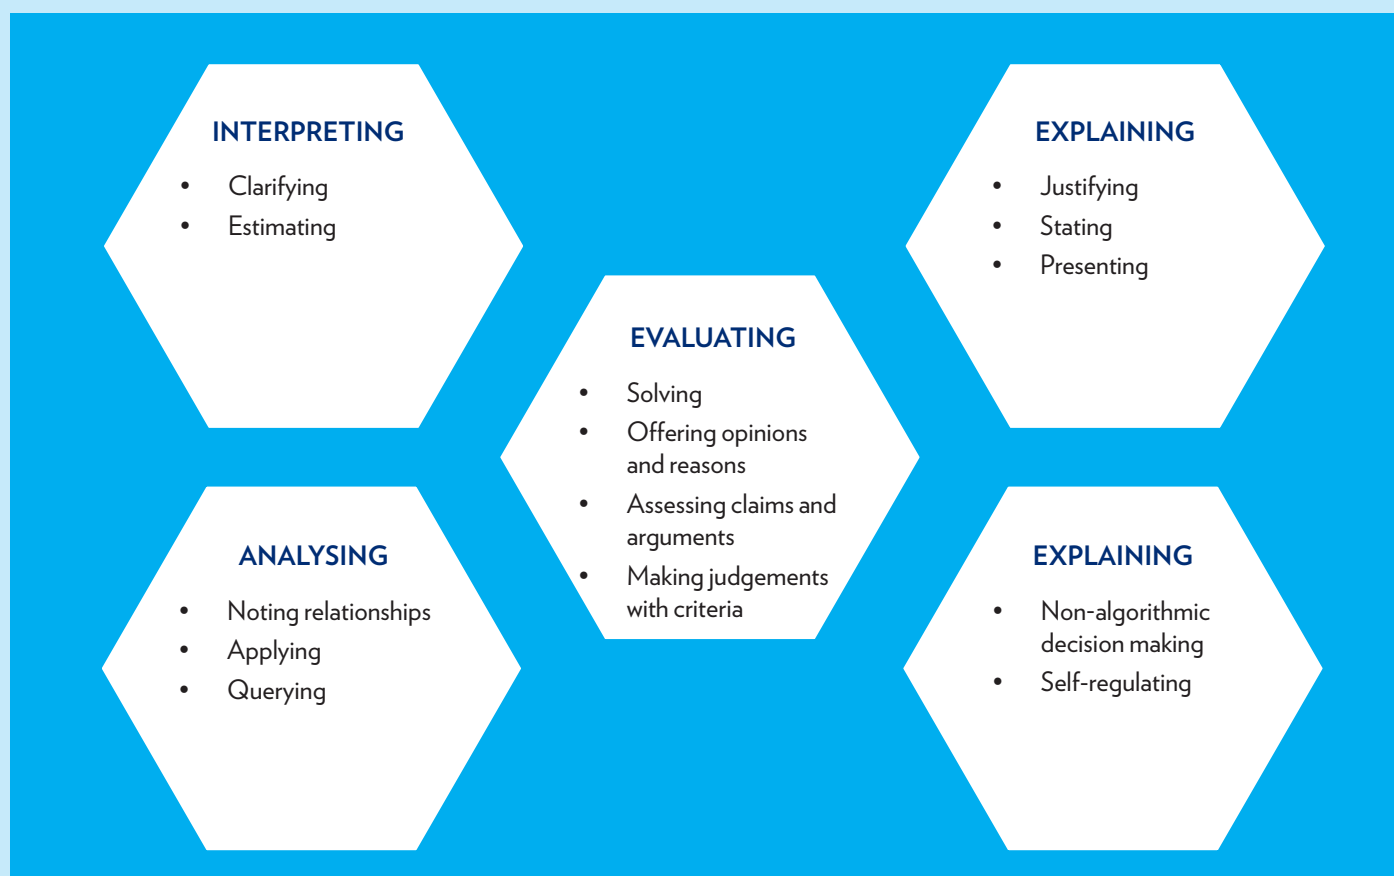 INTERPRETING
• Clarifying
• Estimating
EXPLAINING
• Justifying
• Stating
• Presenting
EVALUATING
• Solving
• Offering opinions
and reasons
• Assessing claims and
arguments
• Making judgements
with criteria
ANALYSING
• Noting relationships
• Applying
• Querying
EXPLAINING
• Non-algorithmic
decision making
• Self-regulating